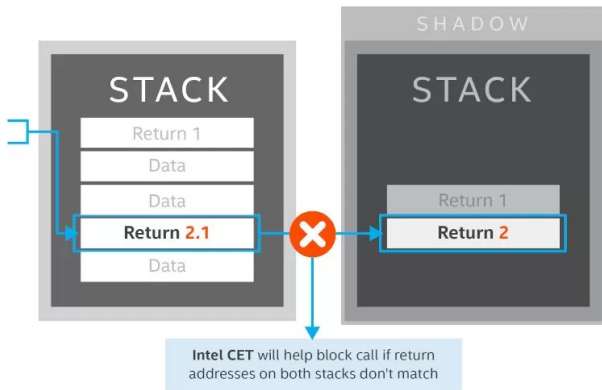 STACK
Return 1
Data
Data
Return 2.1
Data
SHADOW
STACK
Return 1
Return 2
Intel CET will help block call if return
addresses on both stacks don't match